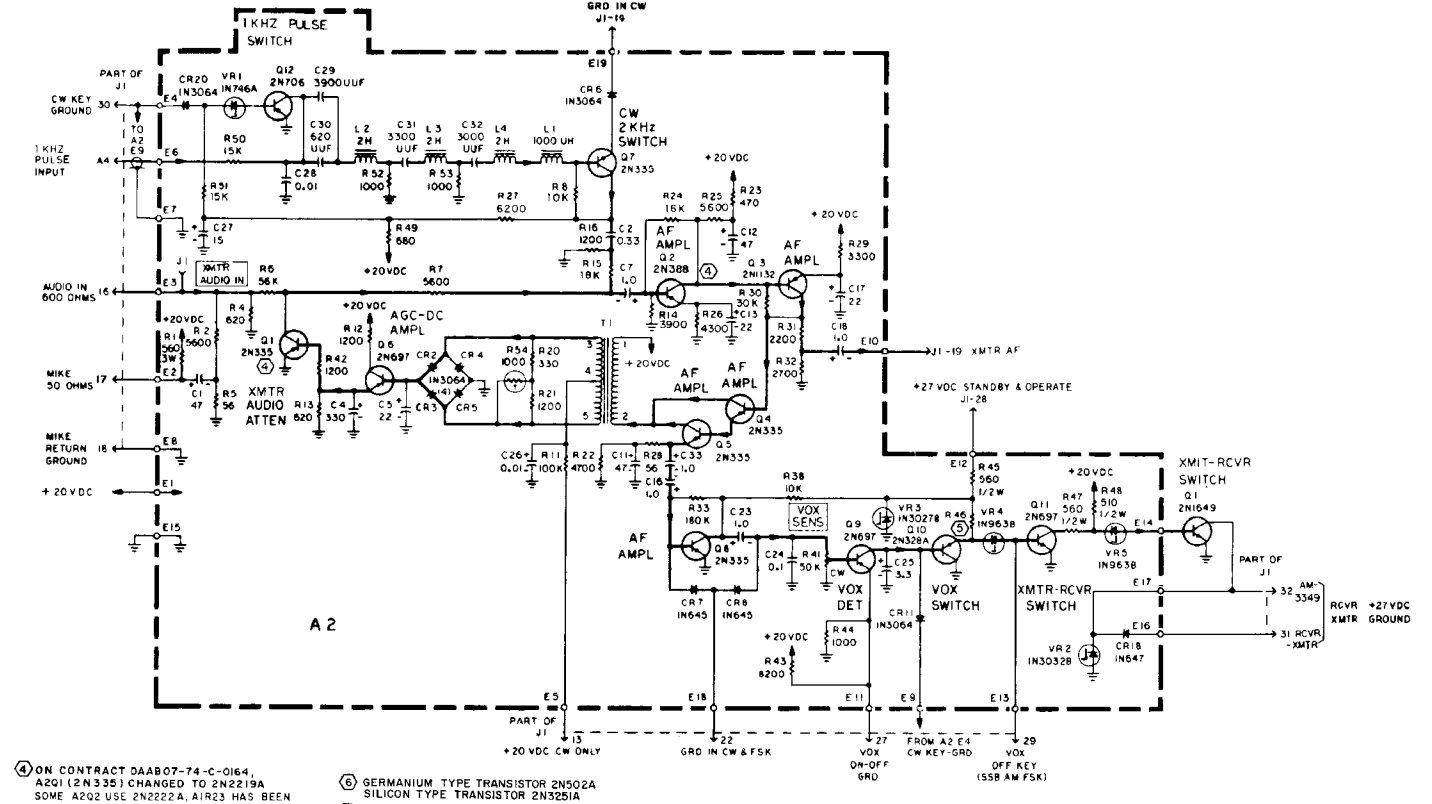 GRD IN CW
J1-19
1KHZ PULSE
SWITCH
E19
PART OF
J1
CR20
1N3064
VR1
1N746A
Q12
2N706
C29
3900UUF
CR6
1N3064
CW KEY
GROUND
30
E4
CW
2KHz
SWITCH
TO
A2
E9
C30
620
UUF
L2
2H
C31
3300
UUF
L3
2H
C32
3000
UUF
L4
2H
L1
1000 UH
1KHZ
PULSE
INPUT
A4
E6
R50
15K
Q7
2N335
+20VDC
C28
0.01
R52
1000
R53
1000
R8
10K
R51
15K
R27
6200
R24
16K
R25
5600
R23
470
E7
+
-
C27
15
R49
680
R16
1200
C2
0.33
+20VDC
AF
AMPL
Q2
2N388
4
+
-
C12
47
AF
AMPL
Q3
2N1132
+20VDC
R29
3300
J1
XMTR
AUDIO IN
R6
56K
R7
5600
R15
18K
C7
1.0
AUDIO IN
600 OHMS
16
E3
R4
620
R14
3900
R26
4300
C13
22
R30
30K
C17
22
+20VDC
R1
560
3W
R2
5600
Q1
2N335
4
+20VDC
R12
1200
AGC-DC
AMPL
T1
R31
2200
C18
1.0
E10
J1-19 XMTR AF
R42
1200
Q6
2N697
CR2
CR4
1N3064
(4)
CR3
CR5
R54
1000
R20
330
R21
1200
3
4
5
1
2
+20VDC
R32
2700
MIKE
50 OHMS
17
E2
C1
47
R5
56
XMTR
AUDIO
ATTEN
R13
620
C4
330
C5
22
AF
AMPL
AF
AMPL
Q4
2N335
Q5
2N335
+27 VDC STANDBY & OPERATE
J1-28
MIKE
RETURN
GROUND
18
E8
C26
0.01
R11
100K
R22
4700
C11
47
R28
56
C33
1.0
C16
1.0
E12
R45
560
1/2W
+20VDC
XMIT-RCVR
SWITCH
Q1
2N1649
+20VDC
E1
R38
10K
R33
180K
C23
1.0
VOX
SENS
VR3
1N3027B
R46
5
VR4
1N963B
Q11
2N697
R47
560
1/2W
R48
510
1/2W
E14
E15
AF
AMPL
Q8
2N335
C24
0.1
R41
50K
CW
Q9
2N697
Q10
2N328A
C25
3.3
VR5
1N963B
PART OF
J1
CR7
1N645
CR8
1N645
VOX
DET
VOX
SWITCH
XMTR-RCVR
SWITCH
E17
32 AM-
3349
RCVR +27VDC
XMTR GROUND
A2
CR11
1N3064
+20VDC
R44
1000
R43
8200
E16
31 RCVR
-XMTR
VR2
1N3032B
CR18
1N647
E5
E18
E11
E9
E13
PART OF
J1
13
+20 VDC CW ONLY
22
GRD IN CW & FSK
27
VOX
ON-OFF
GRD
FROM A2 E4
CW KEY-GRD
29
VOX
OFF KEY
(SSB AM FSK)
4 ON CONTRACT DAAB07-74-C-0164,
A2Q1 (2N335) CHANGED TO 2N2219A
SOME A2Q2 USE 2N2222A, A1R23 HAS BEEN
6 GERMANIUM TYPE TRANSISTOR 2N502A
SILICON TYPE TRANSISTOR 2N3251A